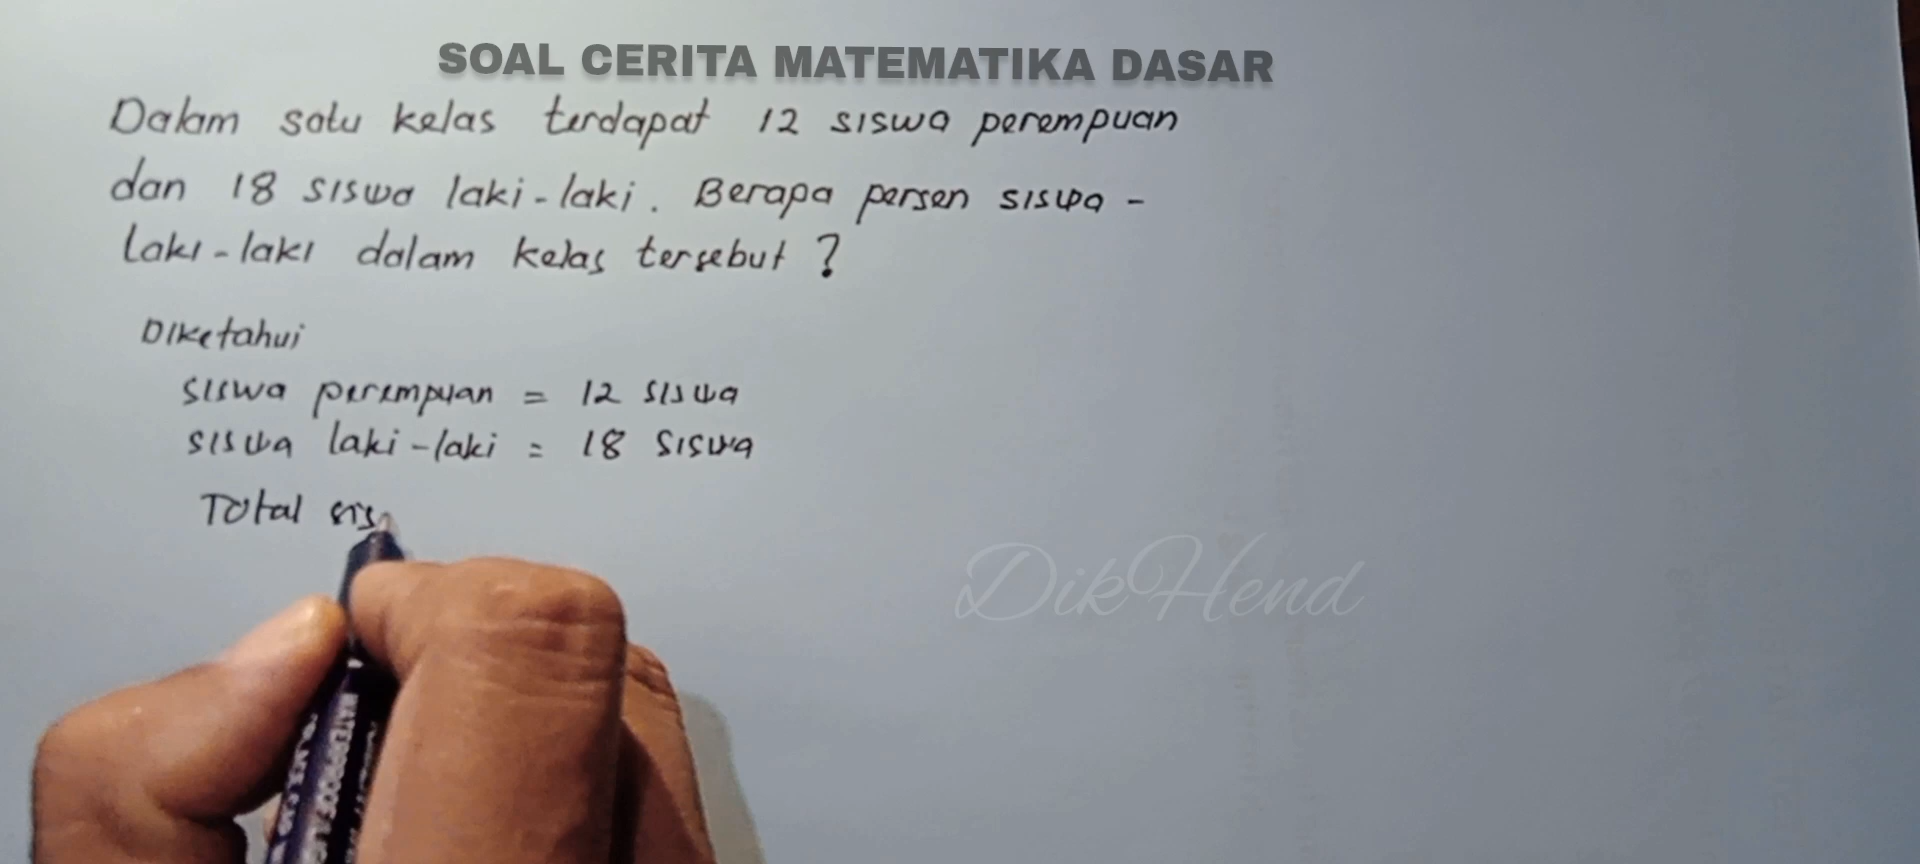 SOAL CERITA MATEMATIKA DASAR
Dalam satu kelas terdapat 12 siswa perempuan
dan 18 siswa laki-laki. Berapa persen siswa -
laki-laki dalam kelas tersebut ?
Diketahui
siswa perempuan = 12 siswa
siswa laki-laki = 18 siswa
Total sis
DikHend